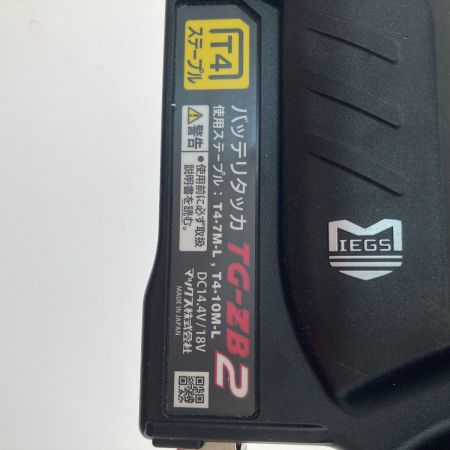 T4
ステープル
バッテリタッカ
TG-ZB2
使用ステープル：T4-7M-L，T4-10M-L
警告
●使用前に必ず取扱
説明書を読む。
DC14.4V/18V
マックス株式会社
MADE IN JAPAN
MIEGS